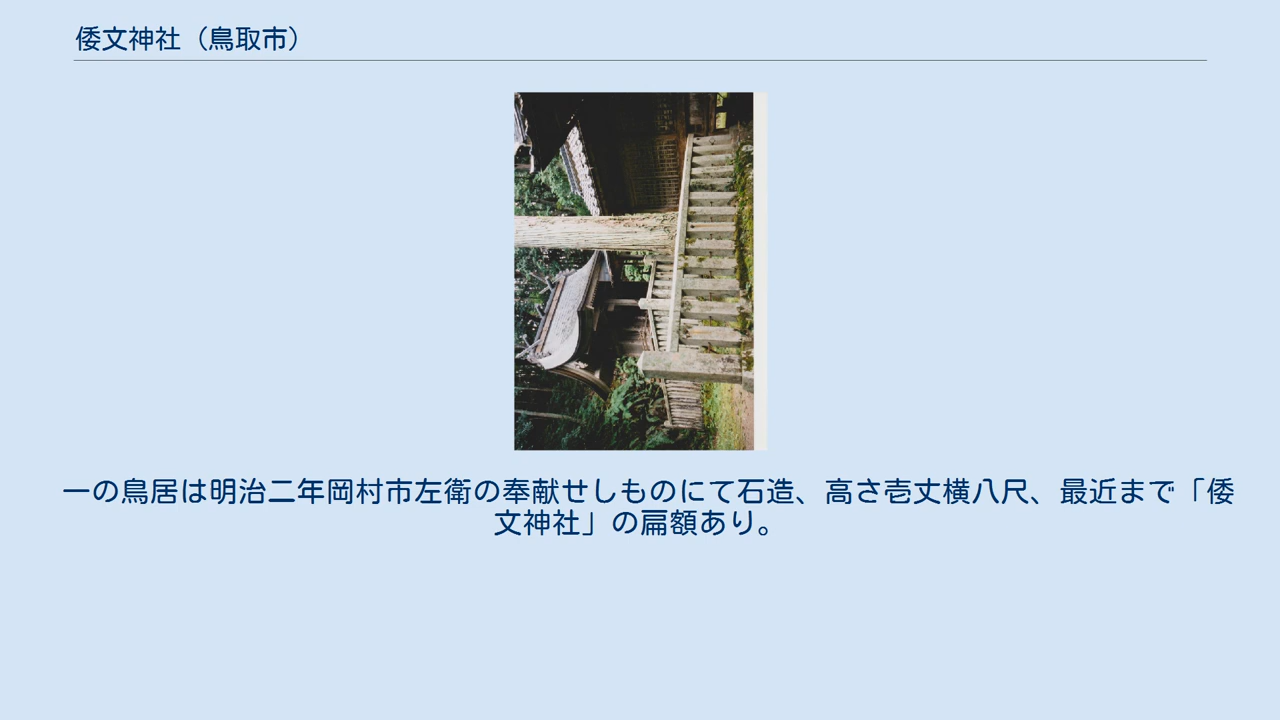 倭文神社（鳥取市）
一の鳥居は明治二年岡村市左衛の奉献せしものにて石造、高さ壱丈横八尺、最近まで「倭
文神社」の扁額あり。